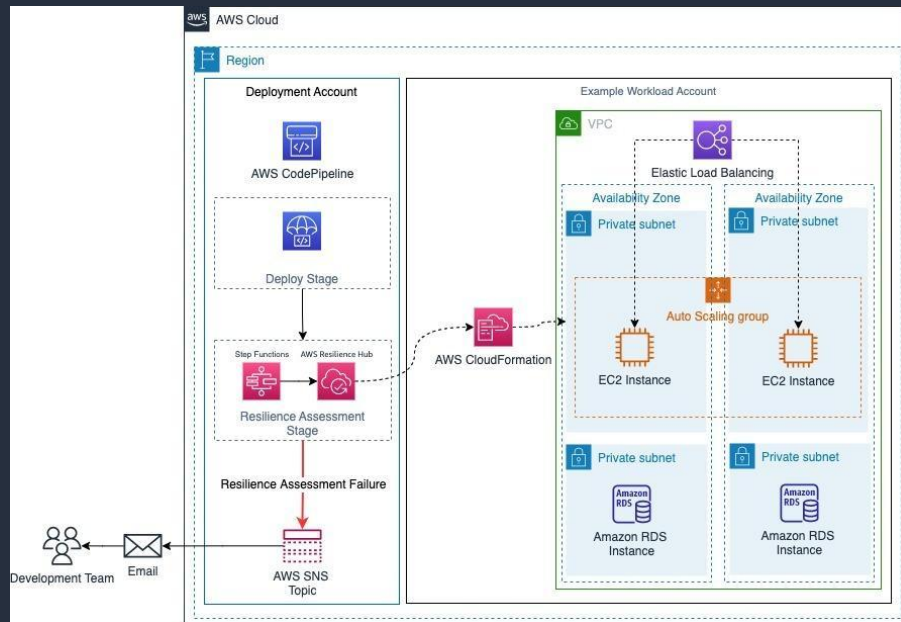 aws
AWS Cloud
Region
Deployment Account
AWS CodePipeline
Deploy Stage
Step Functions
AWS Resilience Hub
Resilience Assessment
Stage
Resilience Assessment Failure
AWS SNS
Topic
Email
Development Team
AWS CloudFormation
Example Workload Account
VPC
Elastic Load Balancing
Availability Zone
Private subnet
Availability Zone
Private subnet
Auto Scaling group
EC2 Instance
EC2 Instance
Private subnet
Amazon
RDS
Amazon RDS
Instance
Private subnet
Amazon
RDS
Amazon RDS
Instance